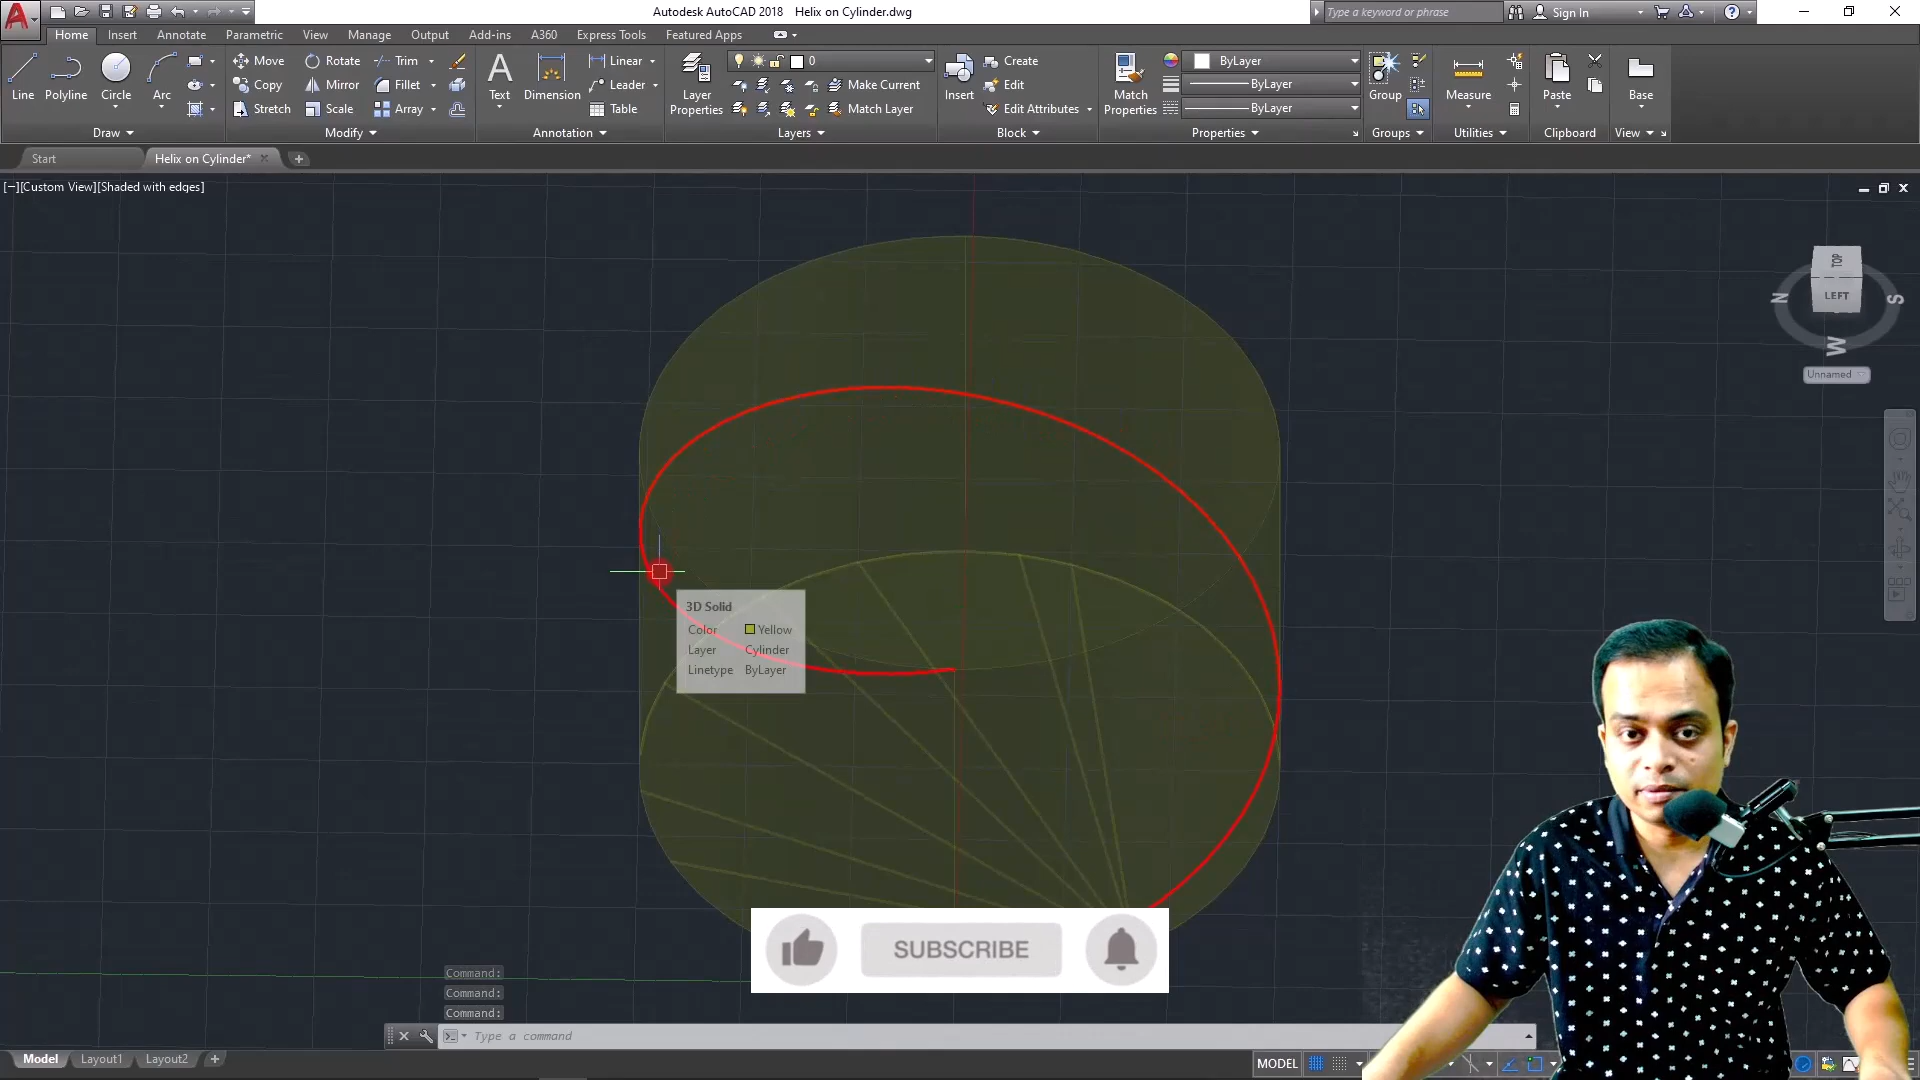 Autodesk AutoCAD 2018 Helix on Cylinder.dwg
Type a keyword or phrase
Sign In
Home Insert Annotate Parametric View Manage Output Add-ins A360 Express Tools Featured Apps
Line Polyline Circle Arc
Draw
Move Rotate Trim
Copy Mirror Fillet
Stretch Scale Array
Modify
Text Dimension
Linear
Leader
Table
Annotation
Layer Properties
0
Make Current
Match Layer
Layers
Insert
Create
Edit
Edit Attributes
Block
Match Properties
ByLayer
ByLayer
ByLayer
Properties
Group
Groups
Measure
Utilities
Paste
Clipboard
Base
View
Start
Helix on Cylinder*
[−][Custom View][Shaded with edges]
TOP
LEFT
N
S
W
Unnamed
3D Solid
Color Yellow
Layer Cylinder
Linetype ByLayer
SUBSCRIBE
Command:
Command:
Command:
Type a command
Model Layout1 Layout2
MODEL